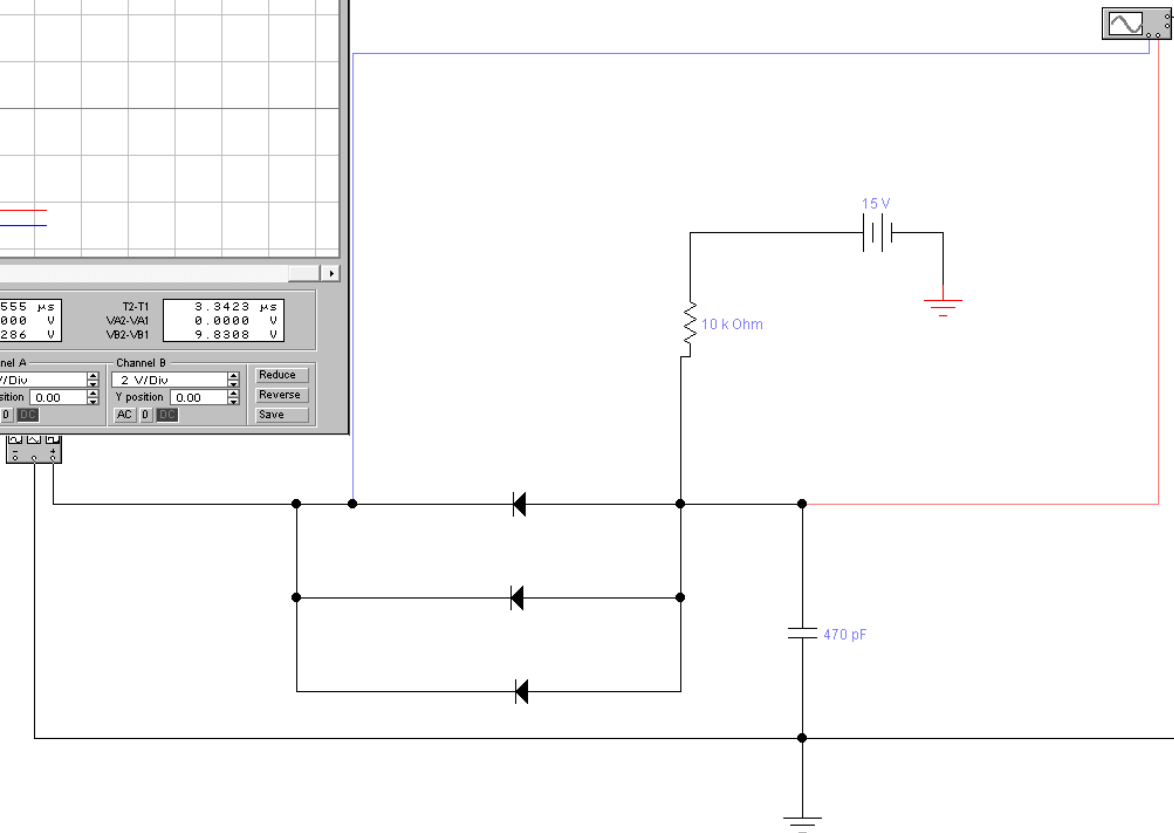 15 V
10 k Ohm
555 µs
000 V
286 V
T2-T1 3.3423 µs
VA2-VA1 0.0000 V
VB2-VB1 9.8308 V
nel A
Channel B
V/Div
2 V/Div
Reduce
sition 0.00
Y position 0.00
Reverse
0 DC
AC 0 DC
Save
- +
470 pF